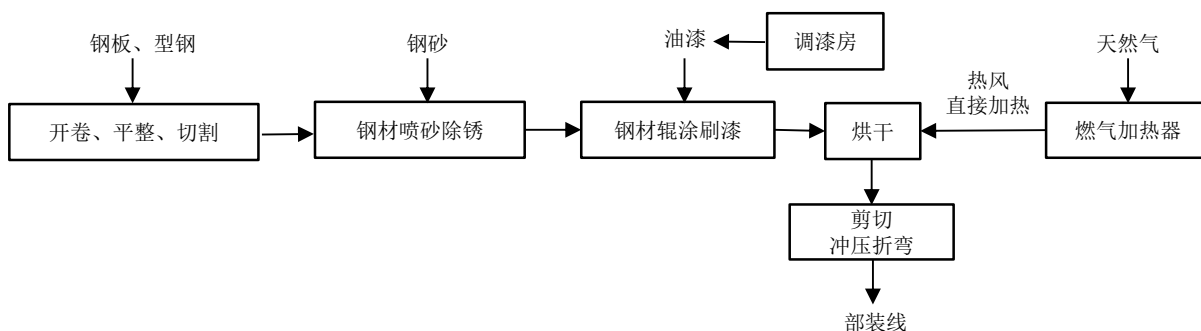 钢板、型钢
钢砂
油漆
调漆房
天然气
热风
直接加热
开卷、平整、切割
钢材喷砂除锈
钢材辊涂刷漆
烘干
燃气加热器
剪切
冲压折弯
部装线